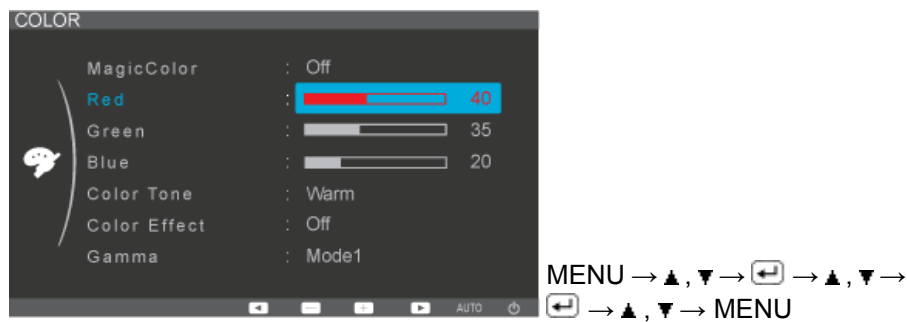 COLOR
MagicColor : Off
Red : 40
Green : 35
Blue : 20
Color Tone : Warm
Color Effect : Off
Gamma : Mode1
AUTO
MENU → ▲ , ▼ → ↵ → ▲ , ▼ →
↵ → ▲ , ▼ → MENU